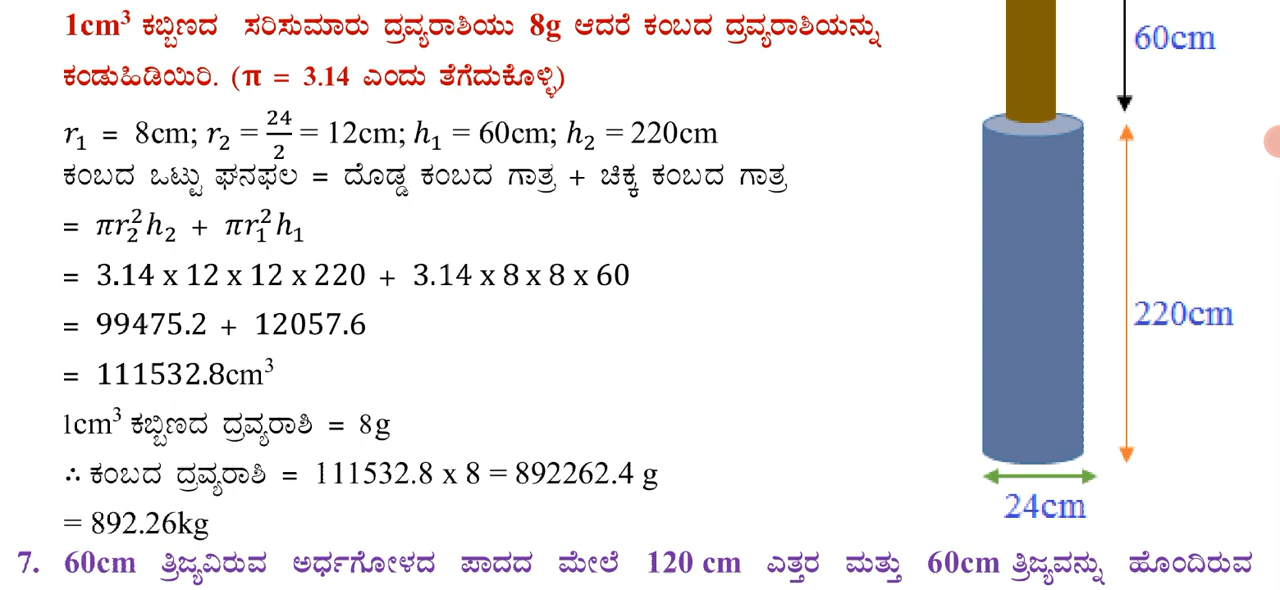 1cm³ ಕಬ್ಬಿಣದ ಸರಿಸುಮಾರು ದ್ರವ್ಯರಾಶಿಯು 8g ಆದರೆ ಕಂಬದ ದ್ರವ್ಯರಾಶಿಯನ್ನು
ಕಂಡುಹಿಡಿಯಿರಿ. (π = 3.14 ಎಂದು ತೆಗೆದುಕೊಳ್ಳಿ)
r₁ = 8cm; r₂ = 24/2 = 12cm; h₁ = 60cm; h₂ = 220cm
ಕಂಬದ ಒಟ್ಟು ಘನಫಲ = ದೊಡ್ಡ ಕಂಬದ ಗಾತ್ರ + ಚಿಕ್ಕ ಕಂಬದ ಗಾತ್ರ
= πr₂²h₂ + πr₁²h₁
= 3.14 x 12 x 12 x 220 + 3.14 x 8 x 8 x 60
= 99475.2 + 12057.6
= 111532.8cm³
1cm³ ಕಬ್ಬಿಣದ ದ್ರವ್ಯರಾಶಿ = 8g
∴ ಕಂಬದ ದ್ರವ್ಯರಾಶಿ = 111532.8 x 8 = 892262.4 g
= 892.26kg
60cm
220cm
24cm
7. 60cm ತ್ರಿಜ್ಯವಿರುವ ಅರ್ಧಗೋಳದ ಪಾದದ ಮೇಲೆ 120 cm ಎತ್ತರ ಮತ್ತು 60cm ತ್ರಿಜ್ಯವನ್ನು ಹೊಂದಿರುವ